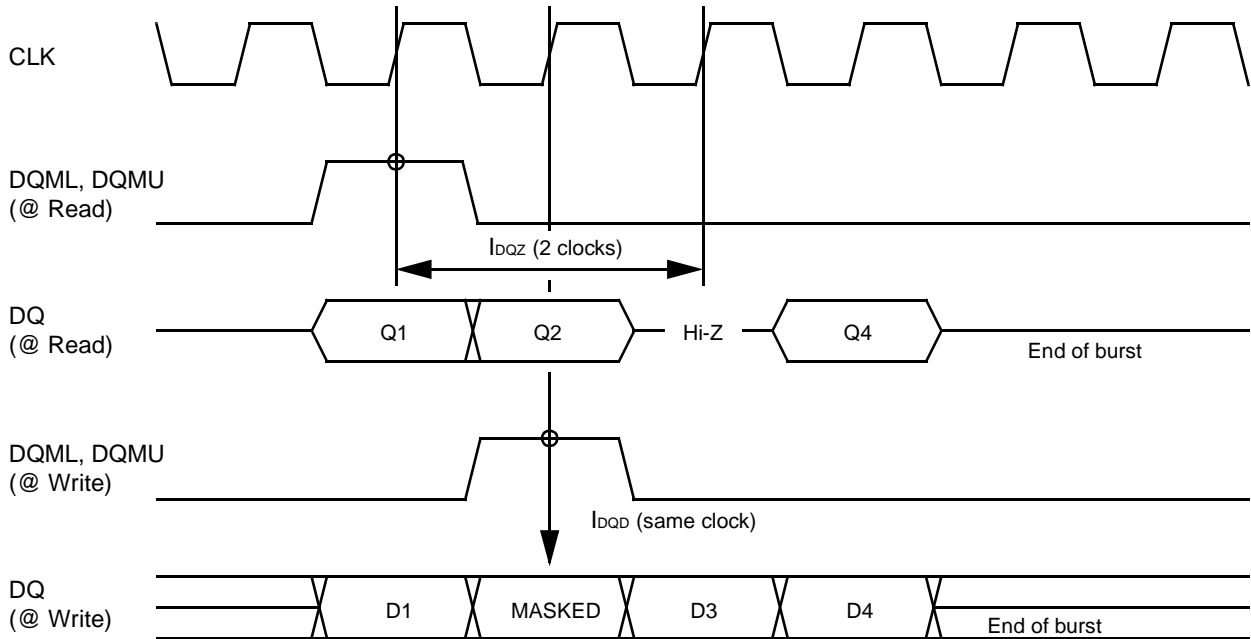 CLK
DQML, DQMU
(@ Read)
IDQZ (2 clocks)
DQ
(@ Read)
Q1
Q2
Hi-Z
Q4
End of burst
DQML, DQMU
(@ Write)
IDQD (same clock)
DQ
(@ Write)
D1
MASKED
D3
D4
End of burst